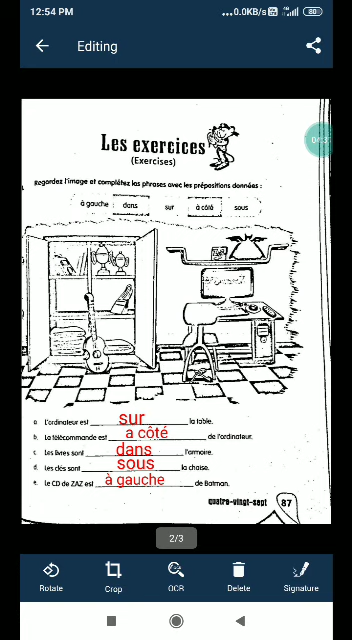 12:54 PM ...0.0KB/s 4G 80
Editing
04:3
Les exercices
(Exercises)
Regardez l'image et complétez les phrases avec les prépositions données :
à gauche dans sur à côté sous
a. L'ordinateur est sur la table.
b. La télécommande est a côté de l'ordinateur.
c. Les livres sont dans l'armoire.
d. Les clés sont sous la chaise.
e. Le CD de ZAZ est à gauche de Batman.
quatre-vingt-sept 87
2/3
Rotate Crop OCR Delete Signature